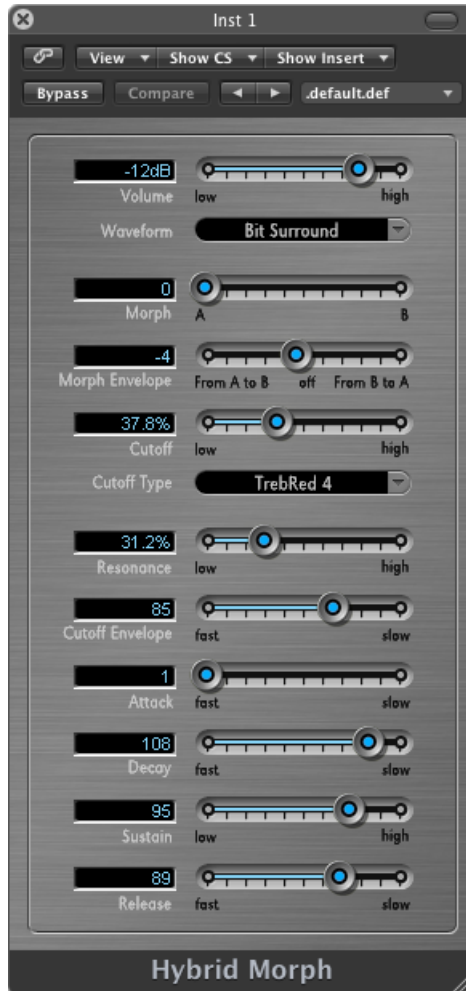 Inst 1
View Show CS Show Insert
Bypass Compare .default.def
-12dB
Volume low high
Waveform Bit Surround
0
Morph A B
-4
Morph Envelope From A to B off From B to A
37.8%
Cutoff low high
Cutoff Type TrebRed 4
31.2%
Resonance low high
85
Cutoff Envelope fast slow
1
Attack fast slow
108
Decay fast slow
95
Sustain low high
89
Release fast slow
Hybrid Morph